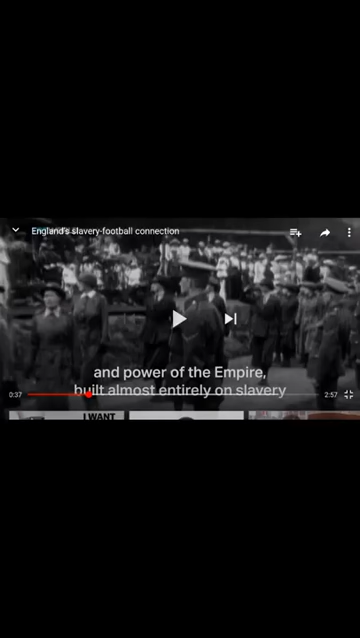 England's slavery-football connection
and power of the Empire,
0:37
built almost entirely on slavery
2:57
I WANT